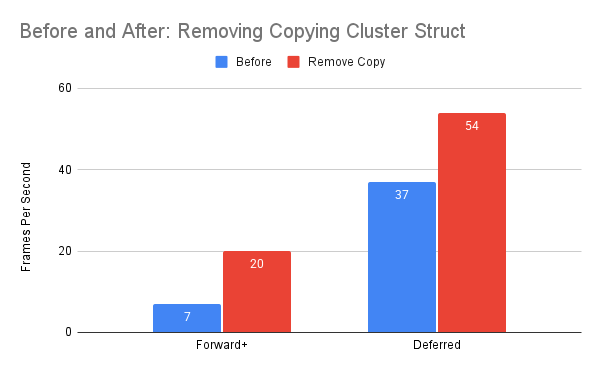 Before and After: Removing Copying Cluster Struct
Before Remove Copy
Frames Per Second
60
40
20
0
7
20
37
54
Forward+ Deferred